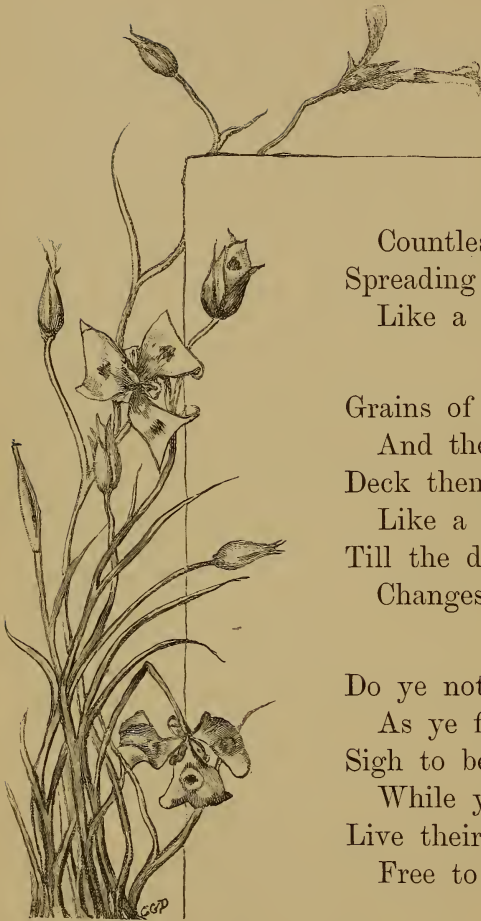 Countles
Spreading
Like a

Grains of
And the
Deck then
Like a
Till the d
Changes

Do ye not
As ye f
Sigh to be
While y
Live their
Free to
CGP